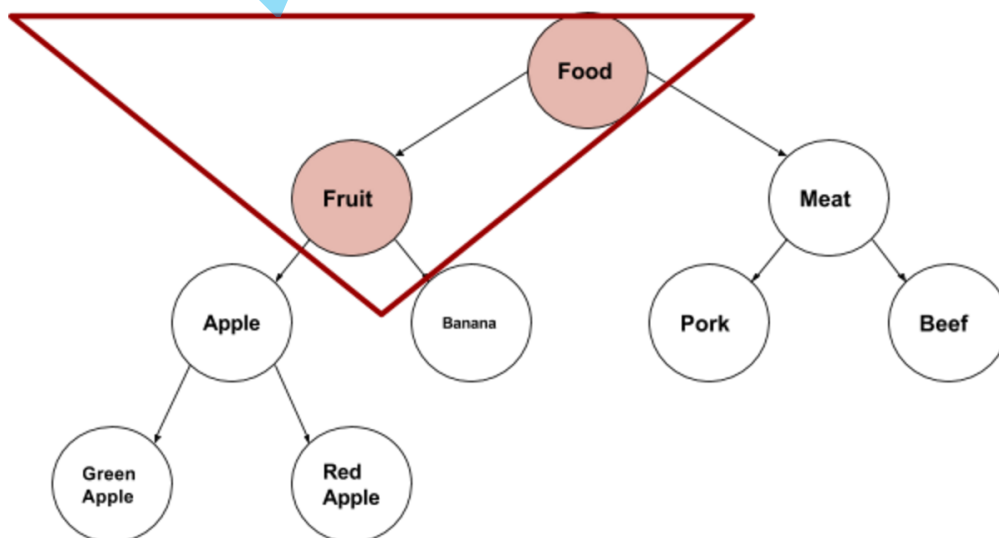 Food
Fruit
Meat
Apple
Banana
Pork
Beef
Green
Apple
Red
Apple